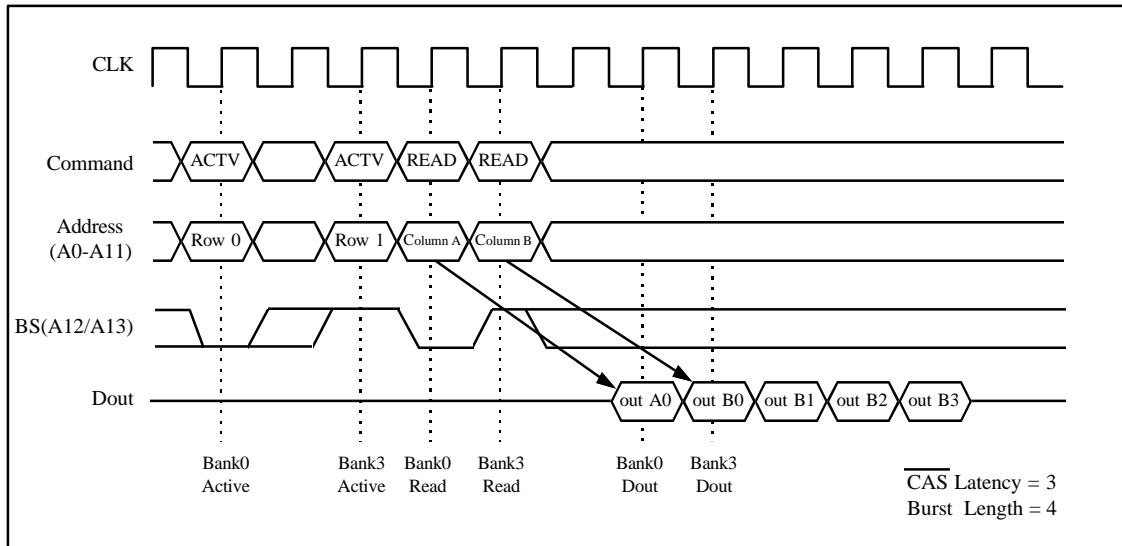 CLK
Command
ACTV
ACTV
READ
READ
Address
(A0-A11)
Row 0
Row 1
Column A
Column B
BS(A12/A13)
Dout
out A0
out B0
out B1
out B2
out B3
Bank0
Active
Bank3
Active
Bank0
Read
Bank3
Read
Bank0
Dout
Bank3
Dout
CAS Latency = 3
Burst Length = 4